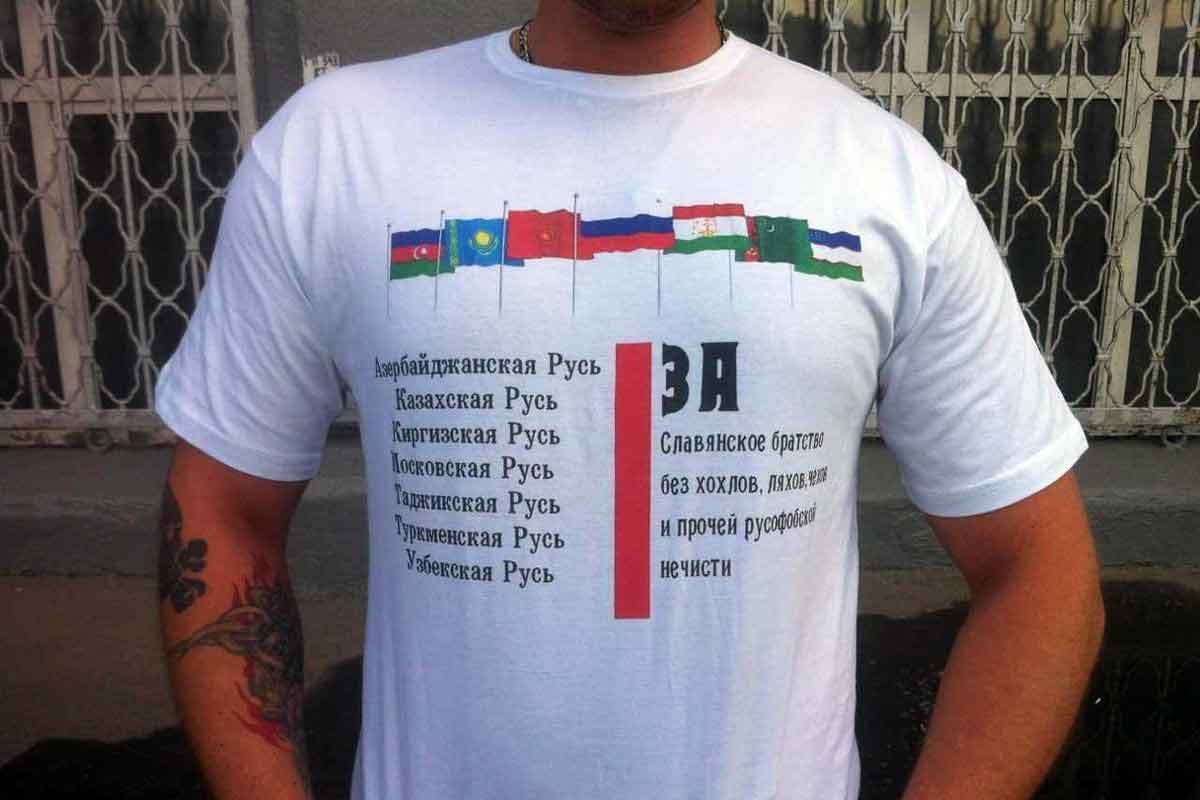 Азербайджанская Русь
Казахская Русь
Киргизская Русь
Московская Русь
Таджикская Русь
Туркменская Русь
Узбекская Русь
ЗА
Славянское братство
без хохлов, ляхов, чехов
и прочей русофобской
нечисти